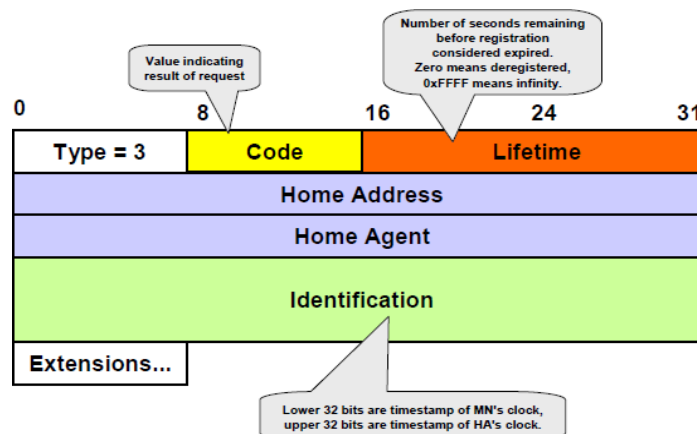 Number of seconds remaining
before registration
considered expired.
Zero means deregistered,
0xFFFF means infinity.
Value indicating
result of request
0 8 16 24 31
Type = 3 Code Lifetime
Home Address
Home Agent
Identification
Extensions...
Lower 32 bits are timestamp of MN's clock,
upper 32 bits are timestamp of HA's clock.